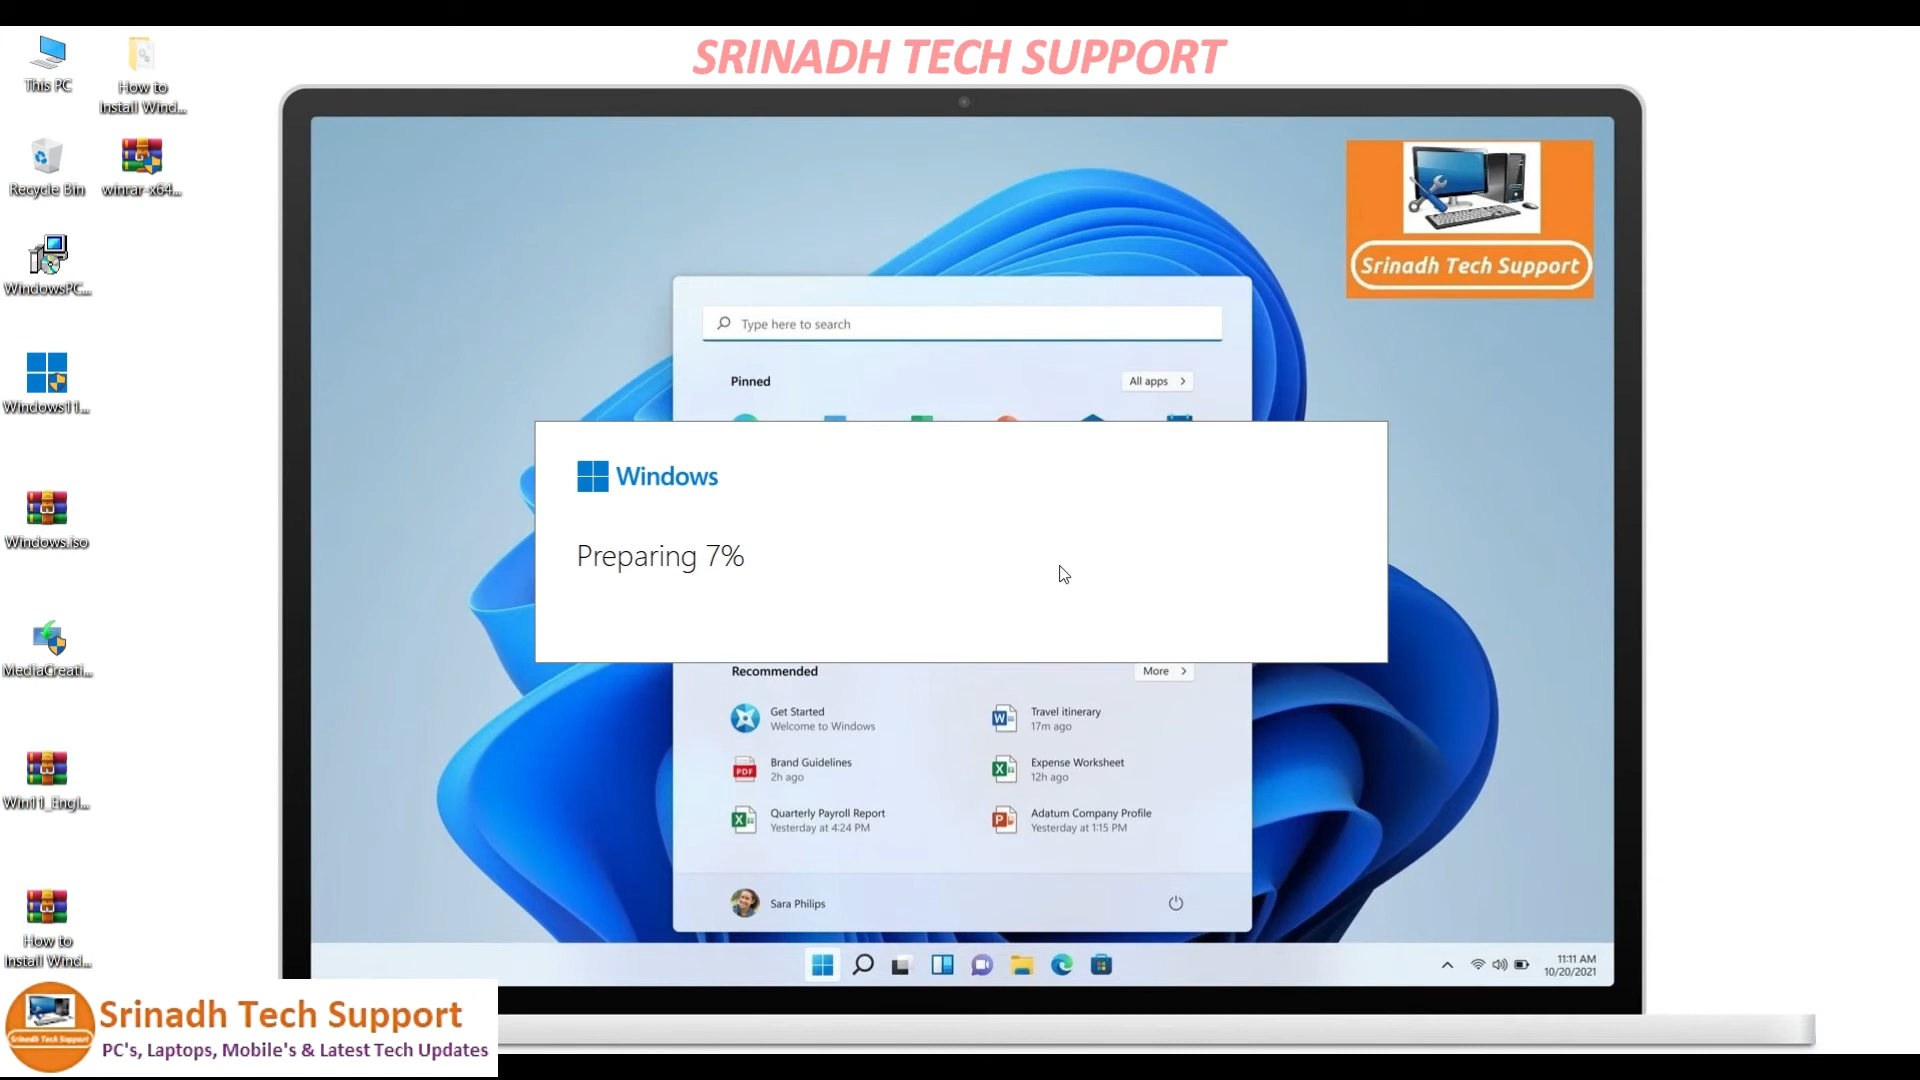 SRINADH TECH SUPPORT
This PC
How to
Install Wind...
Recycle Bin
winrar-x64...
WindowsPC...
Windows11...
Windows.iso
MediaCreati...
Win11_Engl...
How to
Install Wind...
Srinadh Tech Support
Type here to search
Pinned
All apps >
Windows
Preparing 7%
Recommended
More >
Get Started
Welcome to Windows
Travel itinerary
17m ago
PDF
Brand Guidelines
2h ago
Expense Worksheet
12h ago
Quarterly Payroll Report
Yesterday at 4:24 PM
Adatum Company Profile
Yesterday at 1:15 PM
Sara Philips
11:11 AM
10/20/2021
Srinadh Tech Support
Srinadh Tech Support
PC's, Laptops, Mobile's & Latest Tech Updates